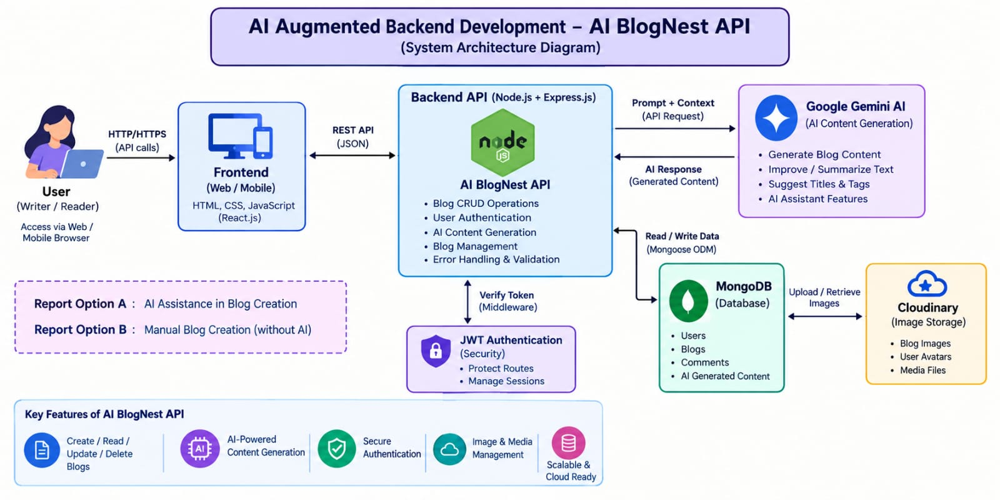 AI Augmented Backend Development – AI BlogNest API
(System Architecture Diagram)
User
(Writer / Reader)
Access via Web /
Mobile Browser
HTTP/HTTPS
(API calls)
Frontend
(Web / Mobile)
HTML, CSS, JavaScript
(React.js)
REST API
(JSON)
Backend API (Node.js + Express.js)
node
JS
AI BlogNest API
• Blog CRUD Operations
• User Authentication
• AI Content Generation
• Blog Management
• Error Handling & Validation
Prompt + Context
(API Request)
AI Response
(Generated Content)
Google Gemini AI
(AI Content Generation)
• Generate Blog Content
• Improve / Summarize Text
• Suggest Titles & Tags
• AI Assistant Features
Read / Write Data
(Mongoose ODM)
MongoDB
(Database)
• Users
• Blogs
• Comments
• AI Generated Content
Upload / Retrieve
Images
Cloudinary
(Image Storage)
• Blog Images
• User Avatars
• Media Files
Verify Token
(Middleware)
JWT Authentication
(Security)
• Protect Routes
• Manage Sessions
Report Option A : AI Assistance in Blog Creation
Report Option B : Manual Blog Creation (without AI)
Key Features of AI BlogNest API
Create / Read /
Update / Delete
Blogs
AI
AI-Powered
Content Generation
Secure
Authentication
Image & Media
Management
Scalable &
Cloud Ready